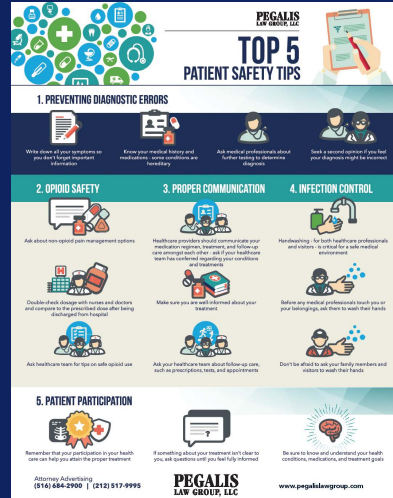 PEGALIS
LAW GROUP, LLC
TOP 5
PATIENT SAFETY TIPS
1. PREVENTING DIAGNOSTIC ERRORS
Write down all your symptoms so
you don't forget important
information
Know your medical history and
medications - some conditions are
hereditary
Ask medical professionals about
further testing to determine
diagnosis
Seek a second opinion if you feel
your diagnosis might be incorrect
2. OPIOID SAFETY
3. PROPER COMMUNICATION
4. INFECTION CONTROL
Ask about non-opioid pain management options
Healthcare providers should communicate your
medication regimen, treatment, and follow-up
care amongst each other - ask if your healthcare
team has conferred regarding your conditions
and treatments
Handwashing - for both healthcare professionals
and visitors - is critical for a safe medical
environment
Double-check dosage with nurses and doctors
and compare to the prescribed dose after being
discharged from hospital
Make sure you are well-informed about your
treatment
Before any medical professionals touch you or
your belongings, ask them to wash their hands
Ask healthcare team for tips on safe opioid use
Ask your healthcare team about follow-up care,
such as prescriptions, tests, and appointments
Don't be afraid to ask your family members and
visitors to wash their hands
5. PATIENT PARTICIPATION
Remember that your participation in your health
care can help you attain the proper treatment
If something about your treatment isn't clear to
you, ask questions until you feel fully informed
Be sure to know and understand your health
conditions, medications, and treatment goals
Attorney Advertising
(516) 684-2900 | (212) 517-9995
PEGALIS
LAW GROUP, LLC
www.pegalislawgroup.com